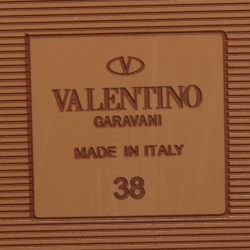 VALENTINO
GARAVANI
MADE IN ITALY
38